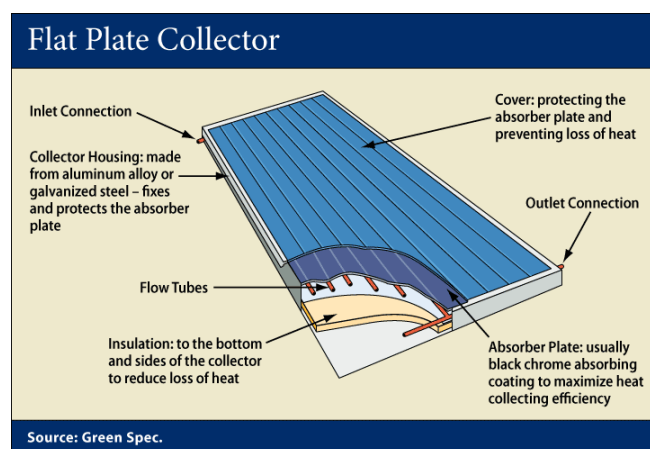 Flat Plate Collector
Inlet Connection
Collector Housing: made
from aluminum alloy or
galvanized steel – fixes
and protects the absorber
plate
Cover: protecting the
absorber plate and
preventing loss of heat
Outlet Connection
Flow Tubes
Insulation: to the bottom
and sides of the collector
to reduce loss of heat
Absorber Plate: usually
black chrome absorbing
coating to maximize heat
collecting efficiency
Source: Green Spec.